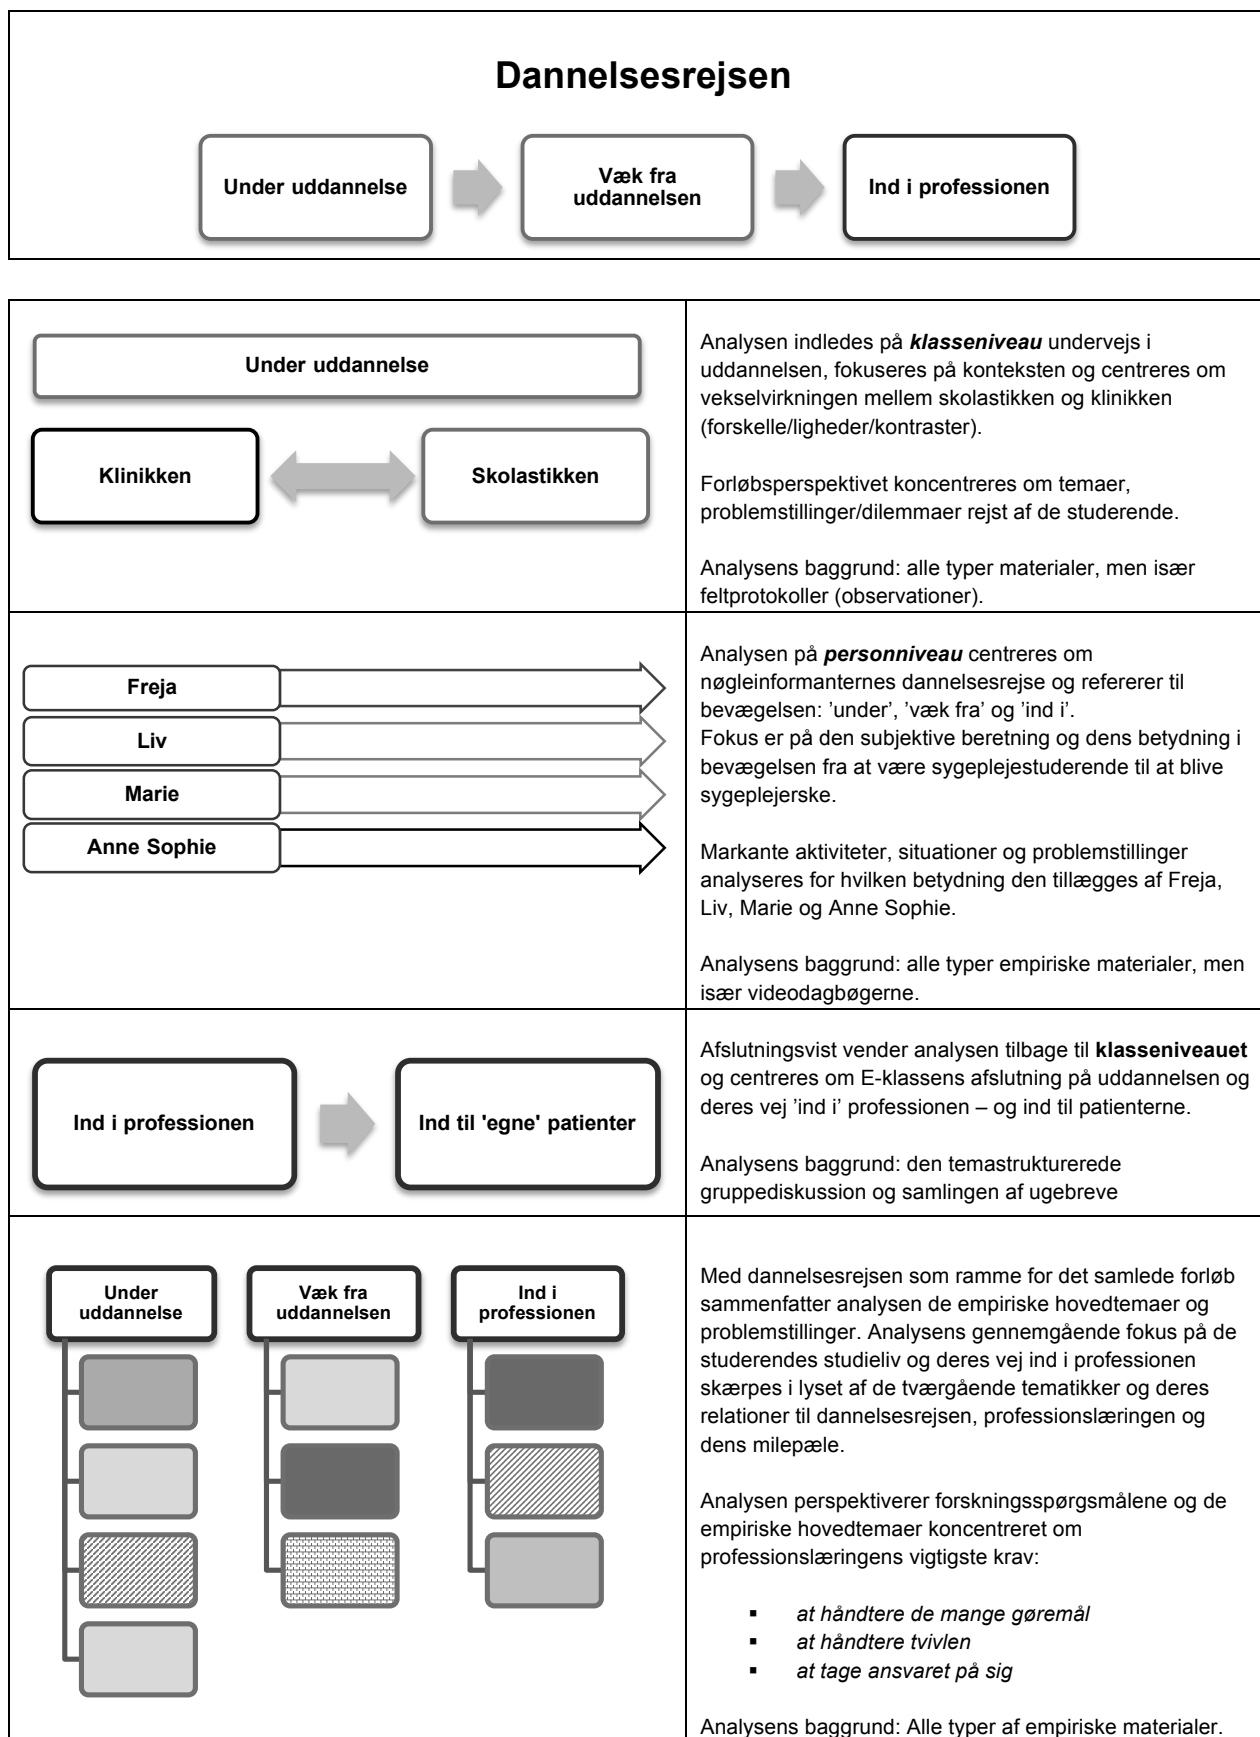 Dannelsesrejsen
Under uddannelse
Væk fra
uddannelsen
Ind i professionen
Under uddannelse
Klinikken
Skolastikken
Analysen indledes på klasseniveau undervejs i
uddannelsen, fokuseres på konteksten og centreres om
vekselvirkningen mellem skolastikken og klinikken
(forskelle/ligheder/kontraster).
Forløbsperspektivet koncentreres om temaer,
problemstillinger/dilemmaer rejst af de studerende.
Analysens baggrund: alle typer materialer, men især
feltprotokoller (observationer).
Freja
Liv
Marie
Anne Sophie
Analysen på personniveau centreres om
nøgleinformanternes dannelsesrejse og refererer til
bevægelsen: ’under’, ’væk fra’ og ’ind i’.
Fokus er på den subjektive beretning og dens betydning i
bevægelsen fra at være sygeplejestuderende til at blive
sygeplejerske.
Markante aktiviteter, situationer og problemstillinger
analyseres for hvilken betydning den tillægges af Freja,
Liv, Marie og Anne Sophie.
Analysens baggrund: alle typer empiriske materialer, men
især videodagbøgerne.
Ind i professionen
Ind til 'egne' patienter
Afslutningsvist vender analysen tilbage til klasseniveauet
og centreres om E-klassens afslutning på uddannelsen og
deres vej ’ind i’ professionen – og ind til patienterne.
Analysens baggrund: den temastrukturerede
gruppediskussion og samlingen af ugebreve
Under
uddannelse
Væk fra
uddannelsen
Ind i
professionen
Med dannelsesrejsen som ramme for det samlede forløb
sammenfatter analysen de empiriske hovedtemaer og
problemstillinger. Analysens gennemgående fokus på de
studerendes studieliv og deres vej ind i professionen
skærpes i lyset af de tværgående tematikker og deres
relationer til dannelsesrejsen, professionslæringen og
dens milepæle.
Analysen perspektiverer forskningsspørgsmålene og de
empiriske hovedtemaer koncentreret om
professionslæringens vigtigste krav:
▪ at håndtere de mange gøremål
▪ at håndtere tvivlen
▪ at tage ansvaret på sig
Analysens baggrund: Alle typer af empiriske materialer.